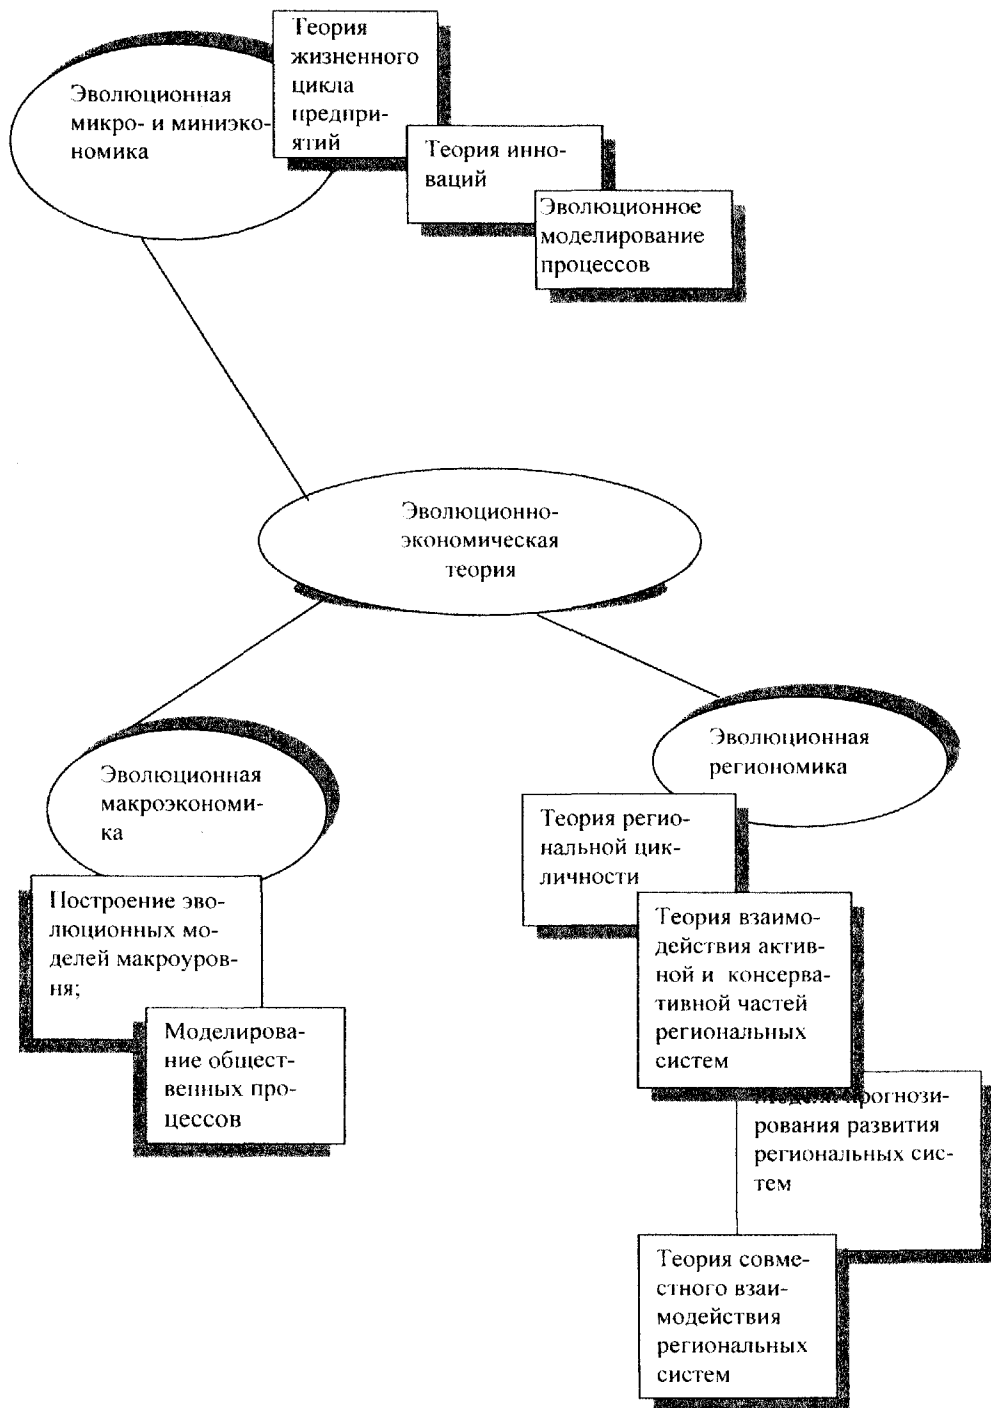 Теория
жизненного
цикла
предпри-
ятий
Эволюционная
микро- и миниэко-
номика
Теория инно-
ваций
Эволюционное
моделирование
процессов
Эволюционно-
экономическая
теория
Эволюционная
макроэкономи-
ка
Построение эво-
люционных мо-
делей макроуров-
ня;
Моделирова-
ние общест-
венных про-
цессов
Эволюционная
региономика
Теория регио-
нальной цик-
личности
Теория взаимо-
действия актив-
ной и консерва-
тивной частей
региональных
систем
прогнози-
рования развития
региональных сис-
тем
Теория совме-
стного взаи-
модействия
региональных
систем